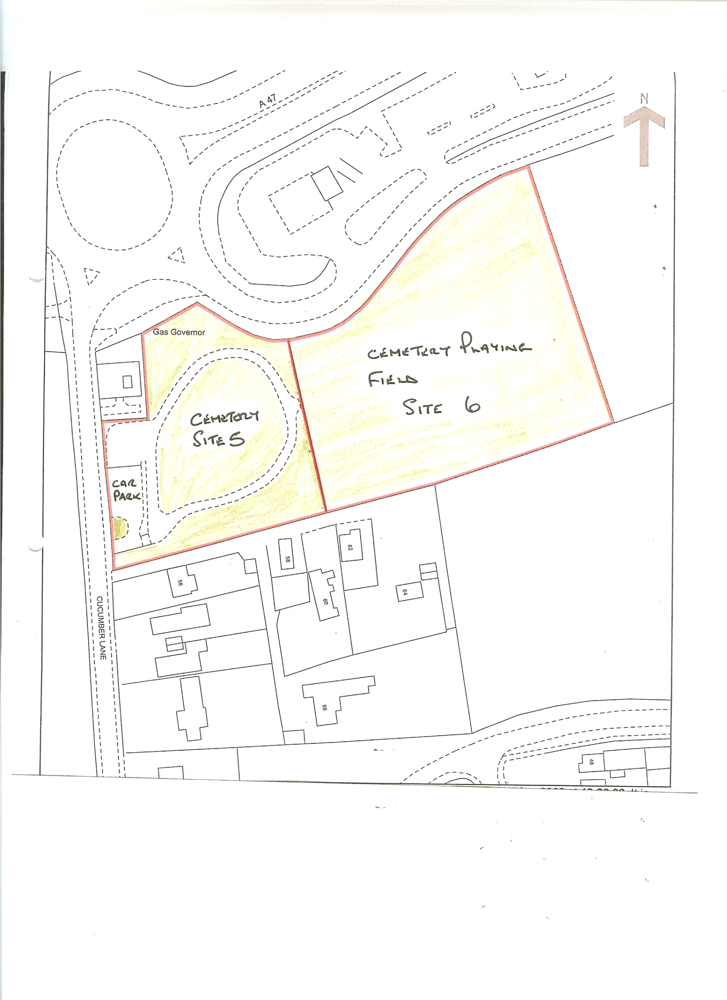 A 47
N
Gas Governor
CEMETERY PLAYING
FIELD
SITE 6
CEMETORY
SITE 5
CAR
PARK
62
58
56
64
60
CUCUMBER LANE
66
48